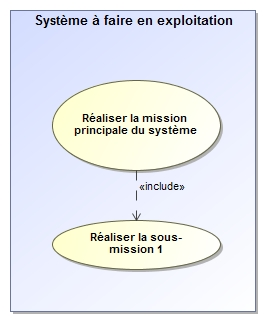 Système à faire en exploitation
Réaliser la mission
principale du système
«include»
Réaliser la sous-
mission 1